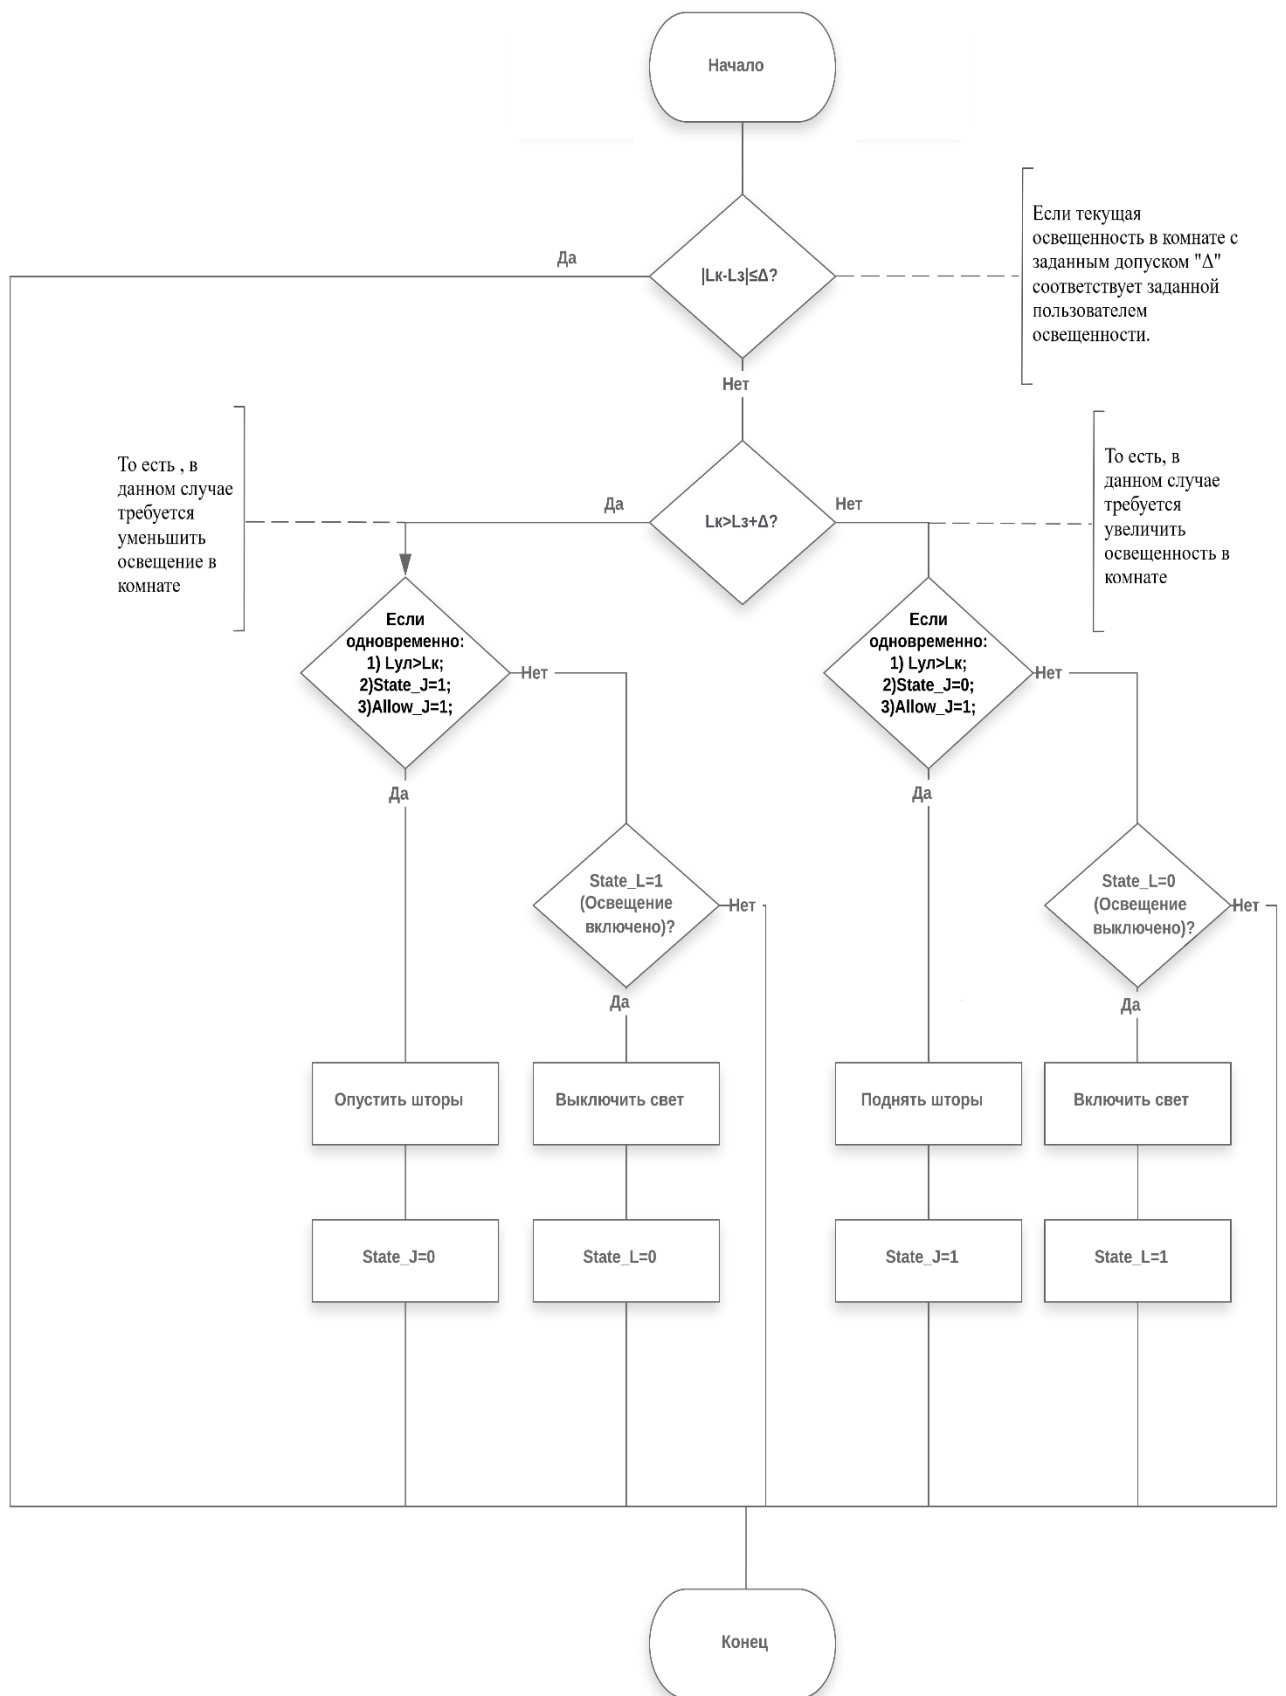 Начало
Если текущая
освещенность в комнате с
заданным допуском "Δ"
соответствует заданной
пользователем
освещенности.
Да
|Lк-Lз|≤Δ?
Нет
То есть , в
данном случае
требуется
уменьшить
освещение в
комнате
Да
Lк>Lз+Δ?
Нет
То есть, в
данном случае
требуется
увеличить
освещенность в
комнате
Если
одновременно:
1) Lул>Lк;
2)State_J=1;
3)Allow_J=1;
Нет
Если
одновременно:
1) Lул>Lк;
2)State_J=0;
3)Allow_J=1;
Нет
Да
Да
State_L=1
(Освещение
включено)?
Нет
State_L=0
(Освещение
выключено)?
Нет
Да
Да
Опустить шторы
Выключить свет
Поднять шторы
Включить свет
State_J=0
State_L=0
State_J=1
State_L=1
Конец